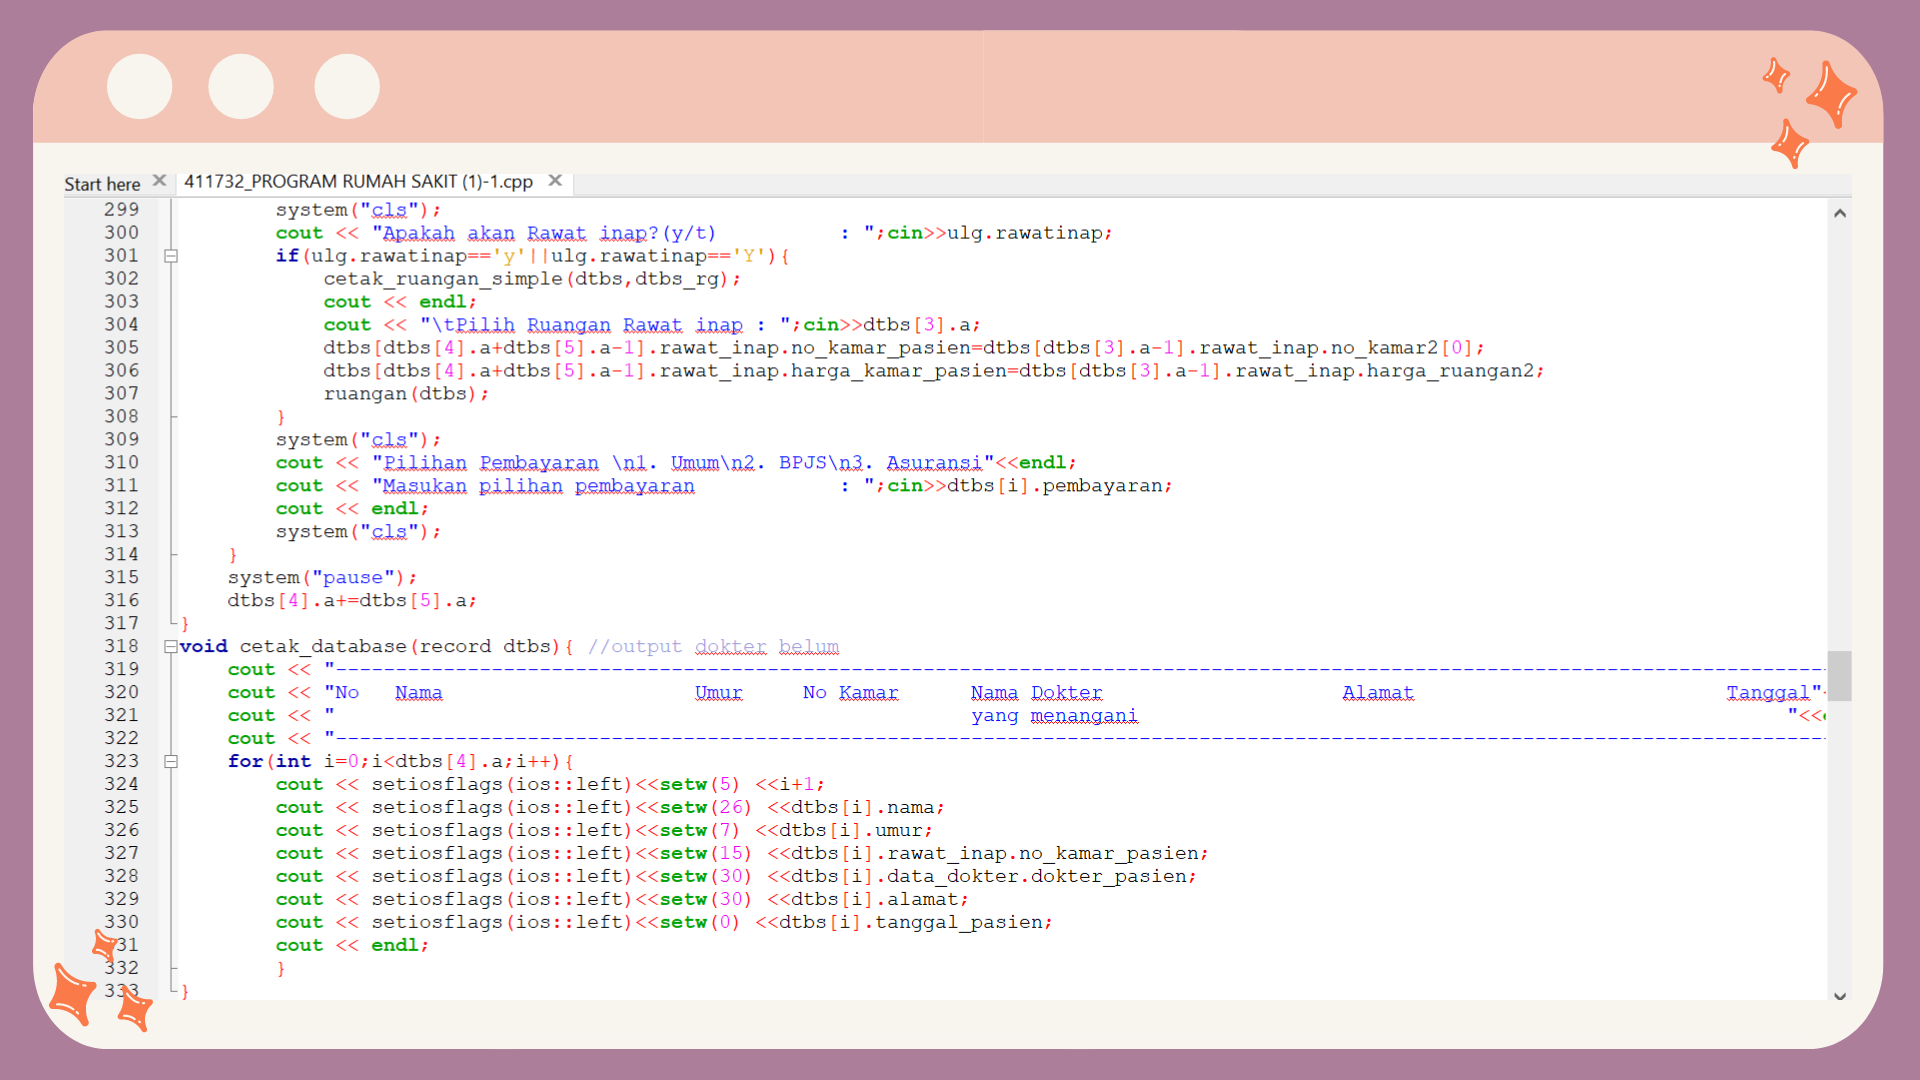 Start here 411732_PROGRAM RUMAH SAKIT (1)-1.cpp
299 system("cls");
300 cout << "Apakah akan Rawat inap?(y/t)          : ";cin>>ulg.rawatinap;
301 if(ulg.rawatinap=='y'||ulg.rawatinap=='Y'){
302 cetak_ruangan_simple(dtbs,dtbs_rg);
303 cout << endl;
304 cout << "\tPilih Ruangan Rawat inap : ";cin>>dtbs[3].a;
305 dtbs[dtbs[4].a+dtbs[5].a-1].rawat_inap.no_kamar_pasien=dtbs[dtbs[3].a-1].rawat_inap.no_kamar2[0];
306 dtbs[dtbs[4].a+dtbs[5].a-1].rawat_inap.harga_kamar_pasien=dtbs[dtbs[3].a-1].rawat_inap.harga_ruangan2;
307 ruangan(dtbs);
308 }
309 system("cls");
310 cout << "Pilihan Pembayaran \n1. Umum\n2. BPJS\n3. Asuransi"<<endl;
311 cout << "Masukan pilihan pembayaran            : ";cin>>dtbs[i].pembayaran;
312 cout << endl;
313 system("cls");
314 }
315 system("pause");
316 dtbs[4].a+=dtbs[5].a;
317 }
318 void cetak_database(record dtbs){ //output dokter belum
319 cout << "----------------------------------------------------------------------------------------------------------------------------
320 cout << "No   Nama                     Umur     No Kamar      Nama Dokter                    Alamat                          Tanggal"<
321 cout << "                                                     yang menangani                                                      "<<
322 cout << "----------------------------------------------------------------------------------------------------------------------------
323 for(int i=0;i<dtbs[4].a;i++){
324 cout << setiosflags(ios::left)<<setw(5) <<i+1;
325 cout << setiosflags(ios::left)<<setw(26) <<dtbs[i].nama;
326 cout << setiosflags(ios::left)<<setw(7) <<dtbs[i].umur;
327 cout << setiosflags(ios::left)<<setw(15) <<dtbs[i].rawat_inap.no_kamar_pasien;
328 cout << setiosflags(ios::left)<<setw(30) <<dtbs[i].data_dokter.dokter_pasien;
329 cout << setiosflags(ios::left)<<setw(30) <<dtbs[i].alamat;
330 cout << setiosflags(ios::left)<<setw(0) <<dtbs[i].tanggal_pasien;
331 cout << endl;
332 }
333 }